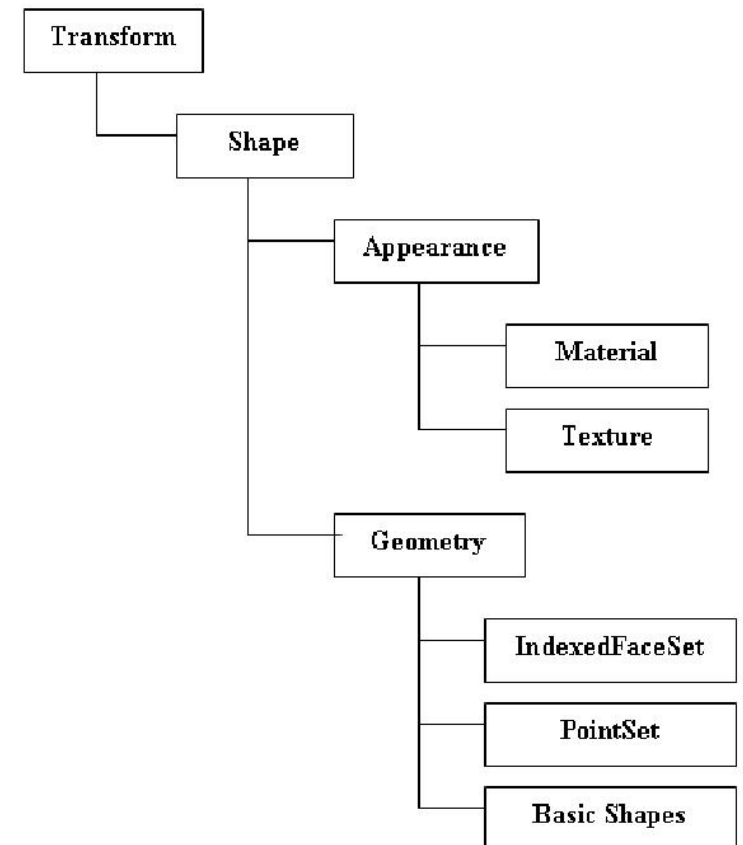 Transform
Shape
Appearance
Material
Texture
Geometry
IndexedFaceSet
PointSet
Basic Shapes